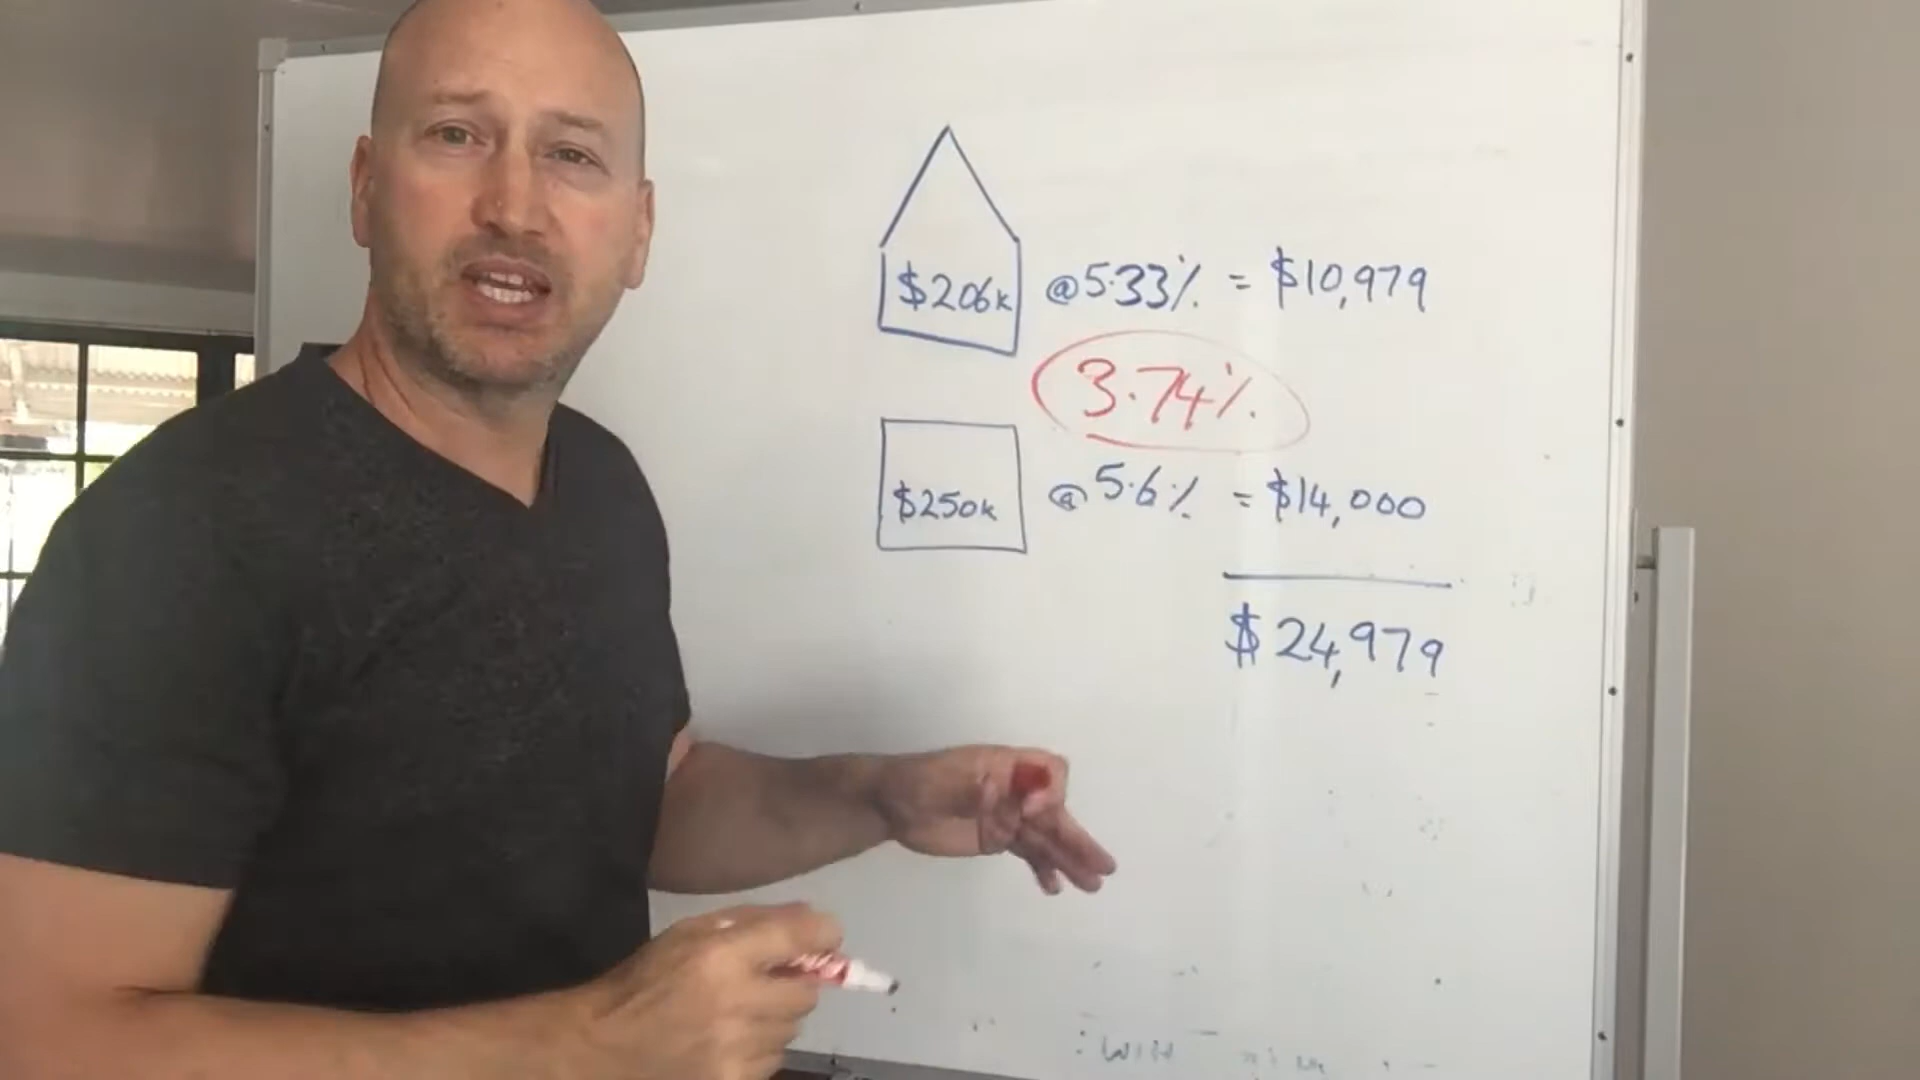 $206k @ 5.33% = $10,979
3.74%
$250k @ 5.6% = $14,000
$24,979